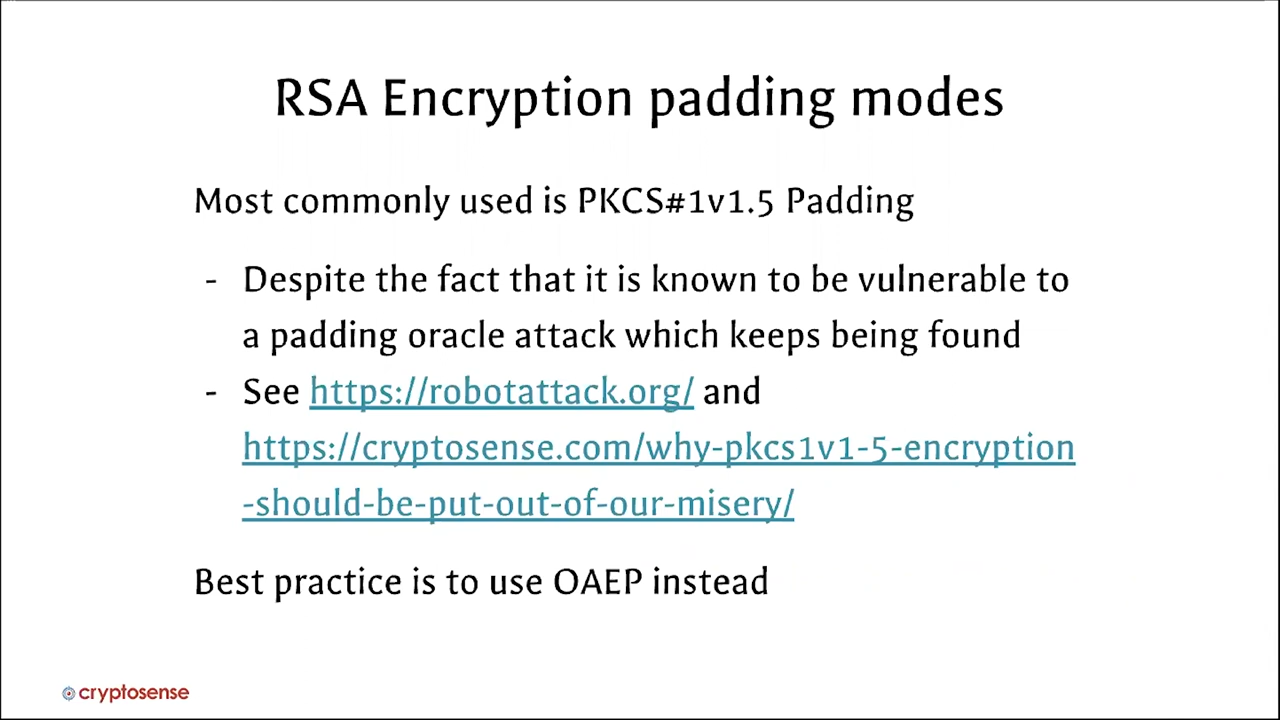 RSA Encryption padding modes
Most commonly used is PKCS#1v1.5 Padding
- Despite the fact that it is known to be vulnerable to
a padding oracle attack which keeps being found
- See https://robotattack.org/ and
https://cryptosense.com/why-pkcs1v1-5-encryption
-should-be-put-out-of-our-misery/
Best practice is to use OAEP instead
cryptosense